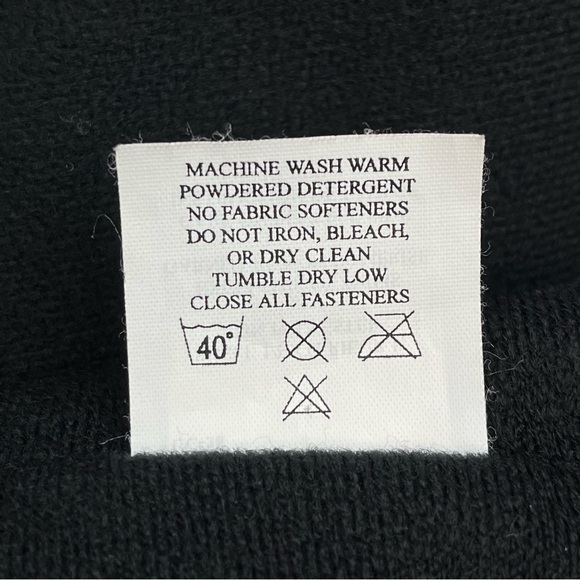 MACHINE WASH WARM
POWDERED DETERGENT
NO FABRIC SOFTENERS
DO NOT IRON, BLEACH,
OR DRY CLEAN
TUMBLE DRY LOW
CLOSE ALL FASTENERS
40°